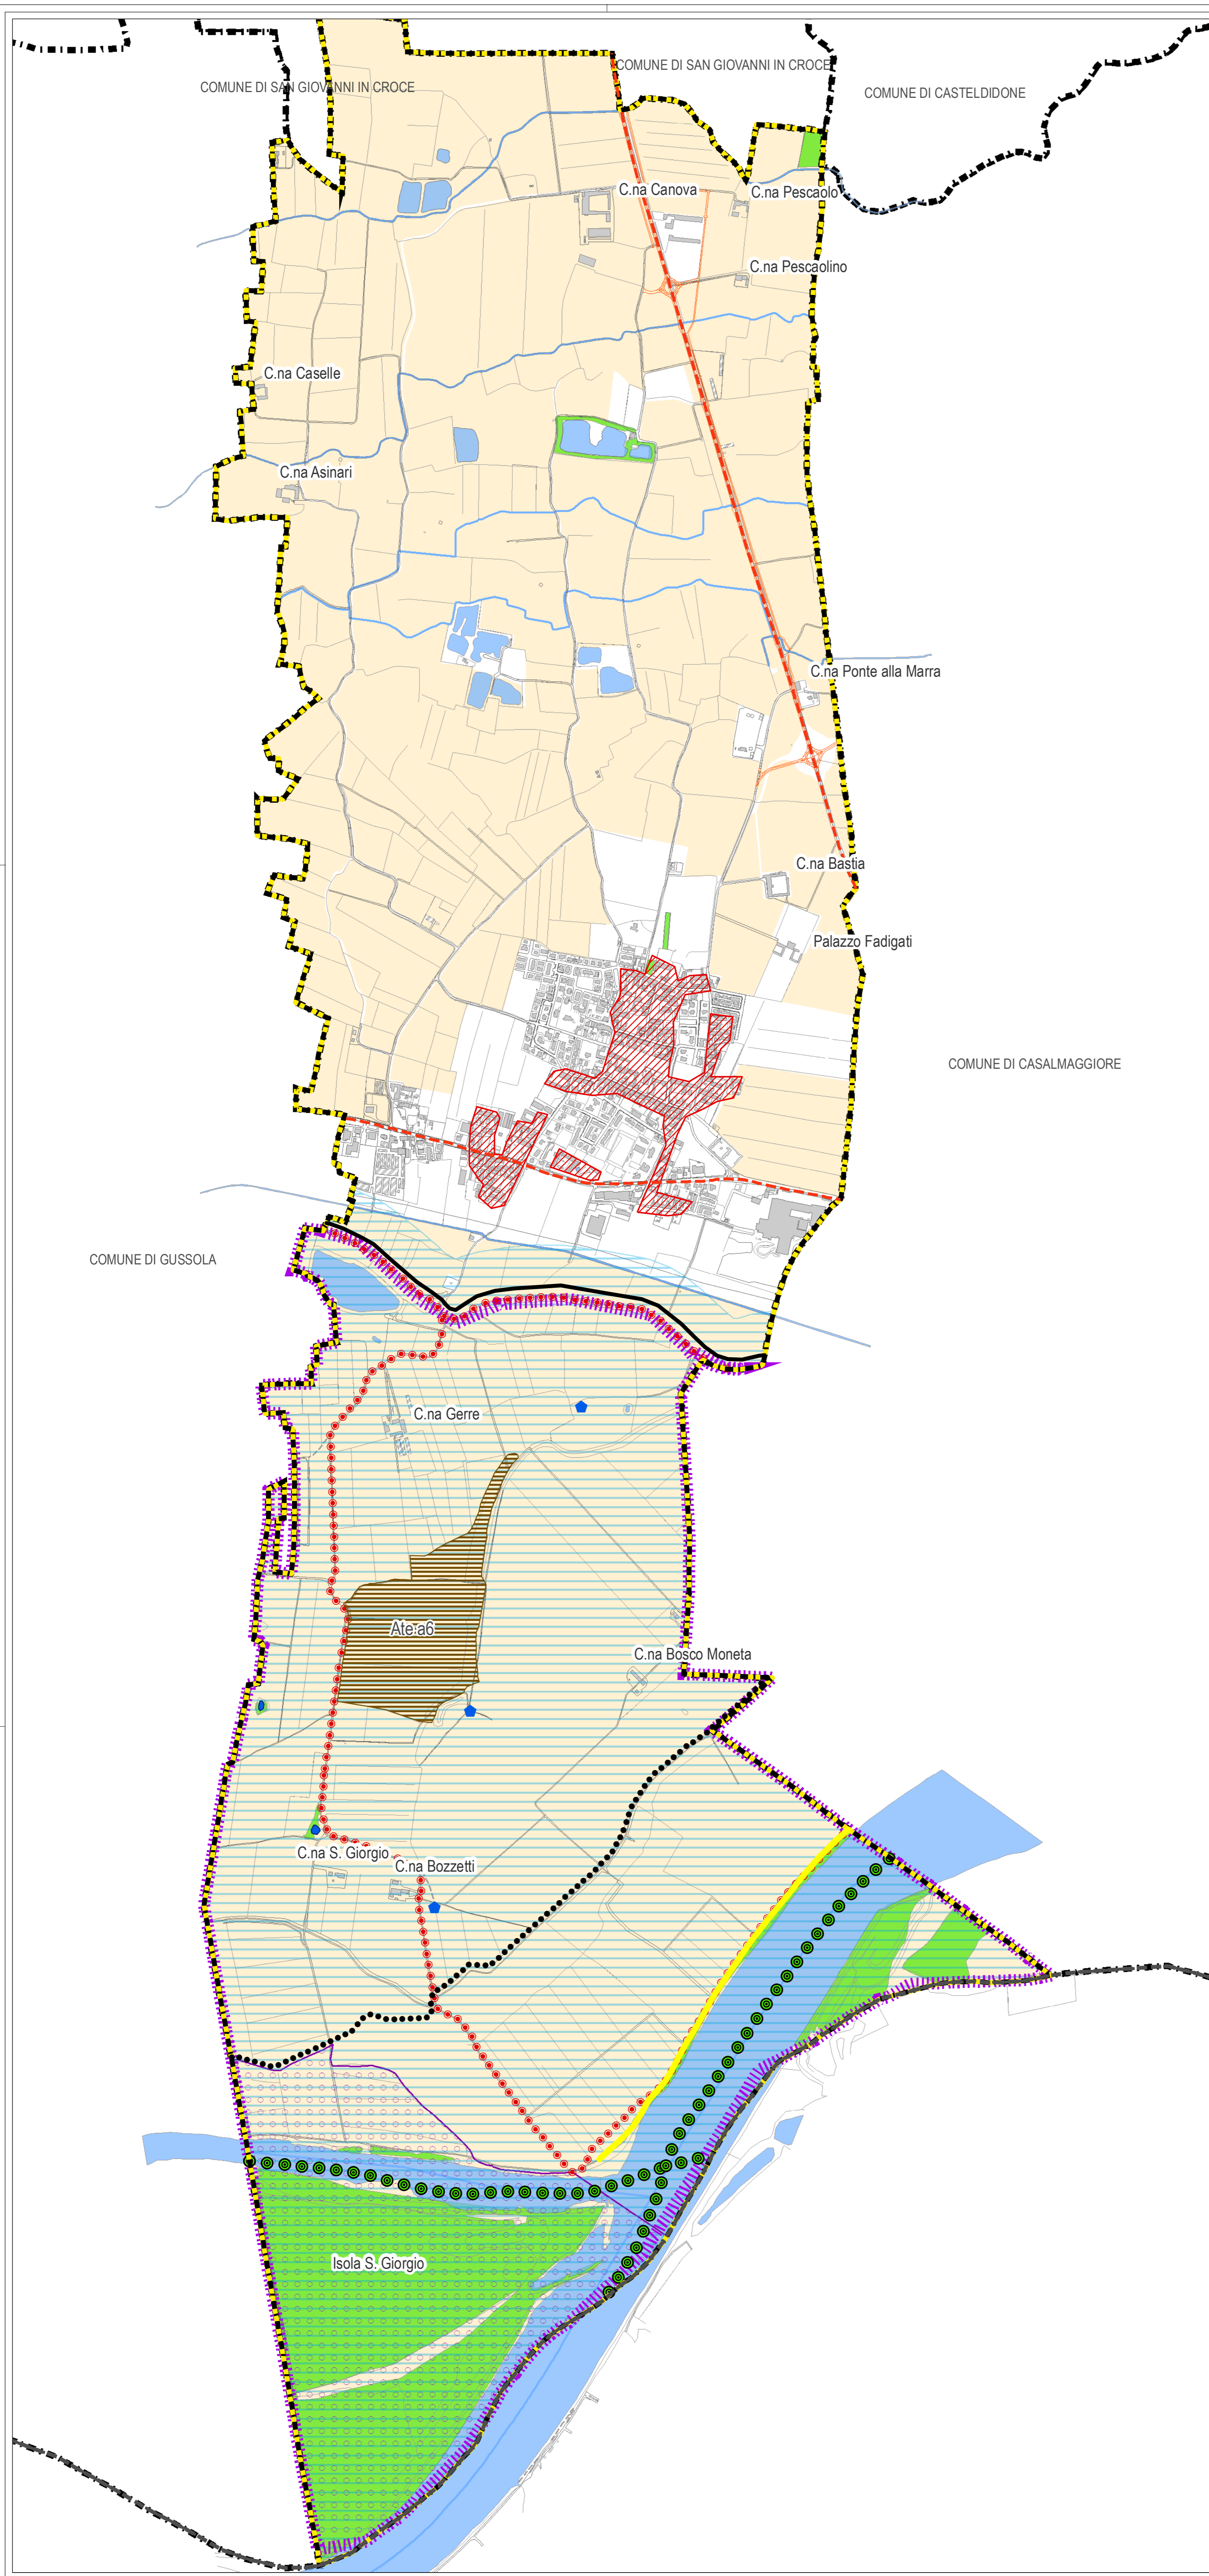 COMUNE DI SAN GIOVANNI IN CROCE
COMUNE DI SAN GIOVANNI IN CROCE
COMUNE DI CASTELDIDONE
C.na Canova
C.na Pescaolo
C.na Pescaolino
C.na Caselle
C.na Asinari
C.na Ponte alla Marra
C.na Bastia
Palazzo Fadigati
COMUNE DI CASALMAGGIORE
COMUNE DI GUSSOLA
C.na Gerre
Ate a6
C.na Bosco Moneta
C.na S. Giorgio
C.na Bozzetti
Isola S. Giorgio